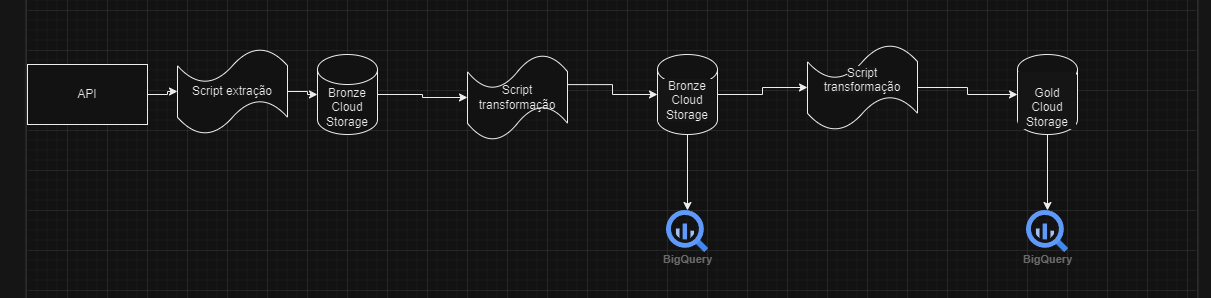 API
Script extração
Bronze
Cloud
Storage
Script
transformação
Bronze
Cloud
Storage
Script
transformação
Gold
Cloud
Storage
BigQuery
BigQuery